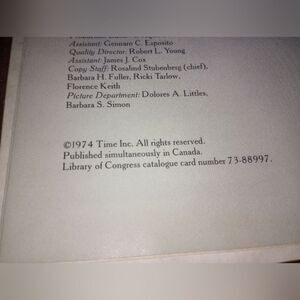 Assistant: Gennaro C. Esposito
Quality Director: Robert L. Young
Assistant: James J. Cox
Copy Staff: Rosalind Stubenberg (chief),
Barbara H. Fuller, Ricki Tarlow,
Florence Keith
Picture Department: Dolores A. Littles,
Barbara S. Simon
©1974 Time Inc. All rights reserved.
Published simultaneously in Canada.
Library of Congress catalogue card number 73-88997.